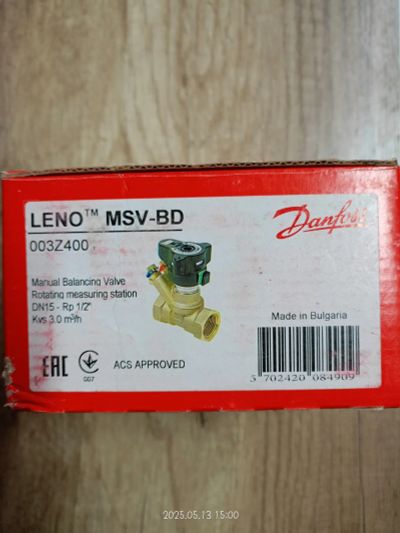 LENO™ MSV-BD
Danfoss
003Z400
Manual Balancing Valve
Rotating measuring station
DN15 - Rp 1/2"
Kvs 3.0 m³/h
Made in Bulgaria
EAC
007
ACS APPROVED
5 702420 084909
2025.05.13 15:00